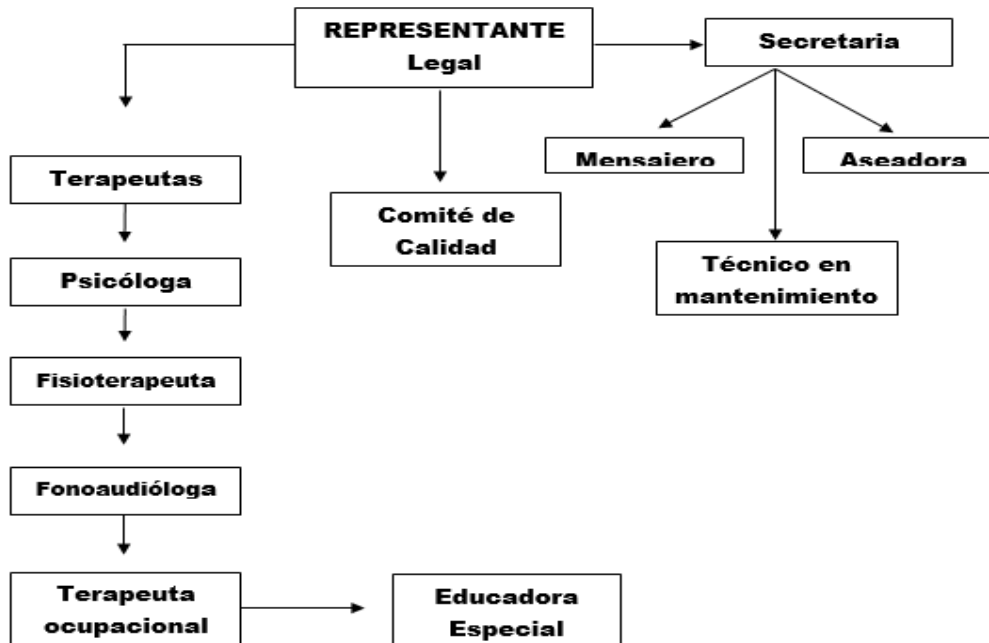 REPRESENTANTE
Legal
Secretaria
Mensajero
Aseadora
Terapeutas
Comité de
Calidad
Psicóloga
Técnico en
mantenimiento
Fisioterapeuta
Fonoaudióloga
Terapeuta
ocupacional
Educadora
Especial